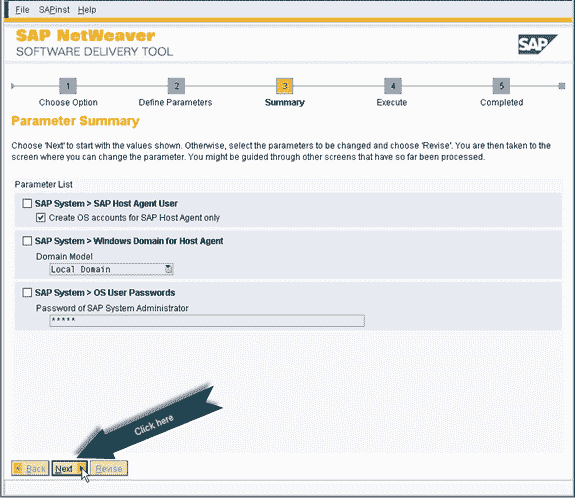 File SAPinst Help
SAP NetWeaver
SOFTWARE DELIVERY TOOL
SAP
1 2 3 4 5
Choose Option Define Parameters Summary Execute Completed
Parameter Summary
Choose 'Next' to start with the values shown. Otherwise, select the parameters to be changed and choose 'Revise'. You are then taken to the
screen where you can change the parameter. You might be guided through other screens that have so far been processed.
Parameter List
SAP System > SAP Host Agent User
Create OS accounts for SAP Host Agent only
SAP System > Windows Domain for Host Agent
Domain Model
Local Domain
SAP System > OS User Passwords
Password of SAP System Administrator
*****
Click here
Back Next Revise